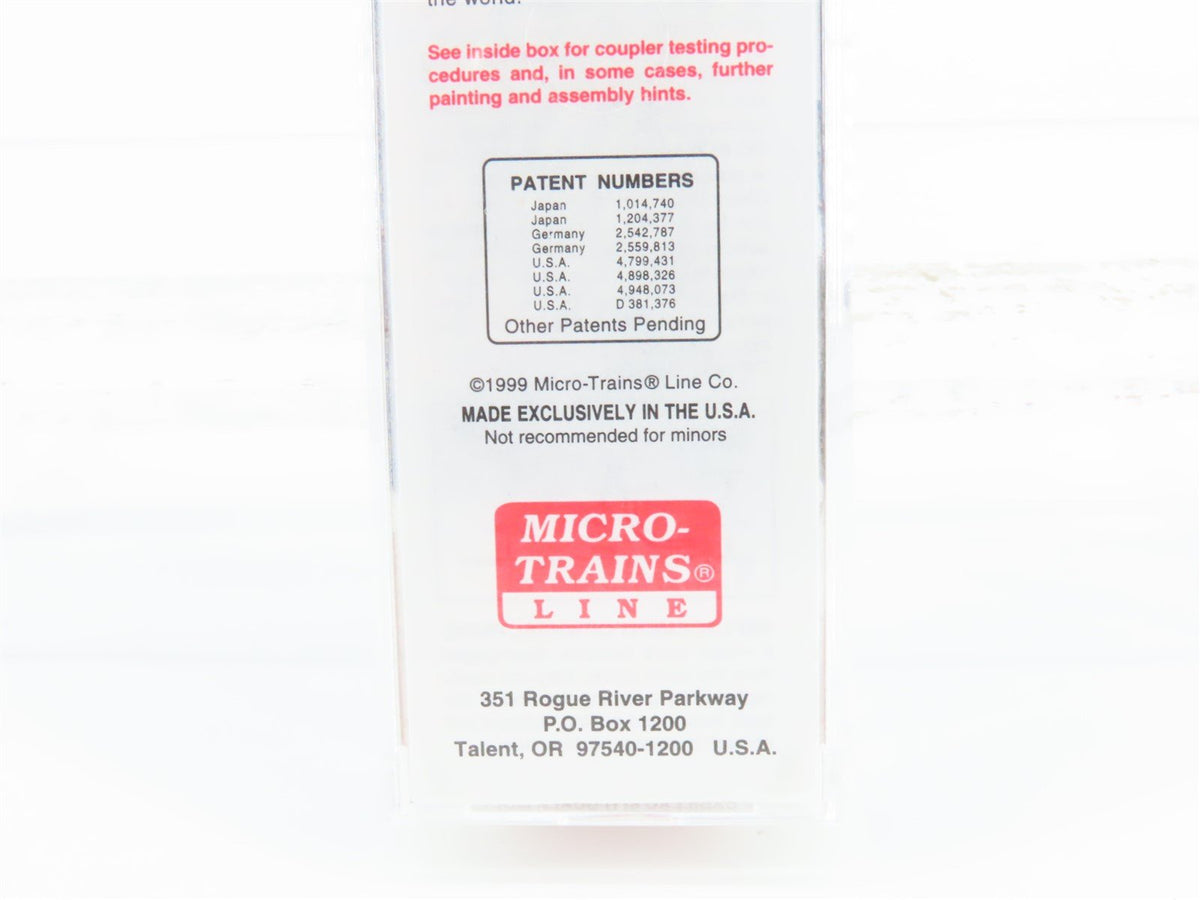 the world.
See inside box for coupler testing pro-
cedures and, in some cases, further
painting and assembly hints.
PATENT NUMBERS
Japan 1,014,740
Japan 1,204,377
Germany 2,542,787
Germany 2,559,813
U.S.A. 4,799,431
U.S.A. 4,898,326
U.S.A. 4,948,073
U.S.A. D 381,376
Other Patents Pending
©1999 Micro-Trains® Line Co.
MADE EXCLUSIVELY IN THE U.S.A.
Not recommended for minors
MICRO-
TRAINS®
LINE
351 Rogue River Parkway
P.O. Box 1200
Talent, OR 97540-1200 U.S.A.